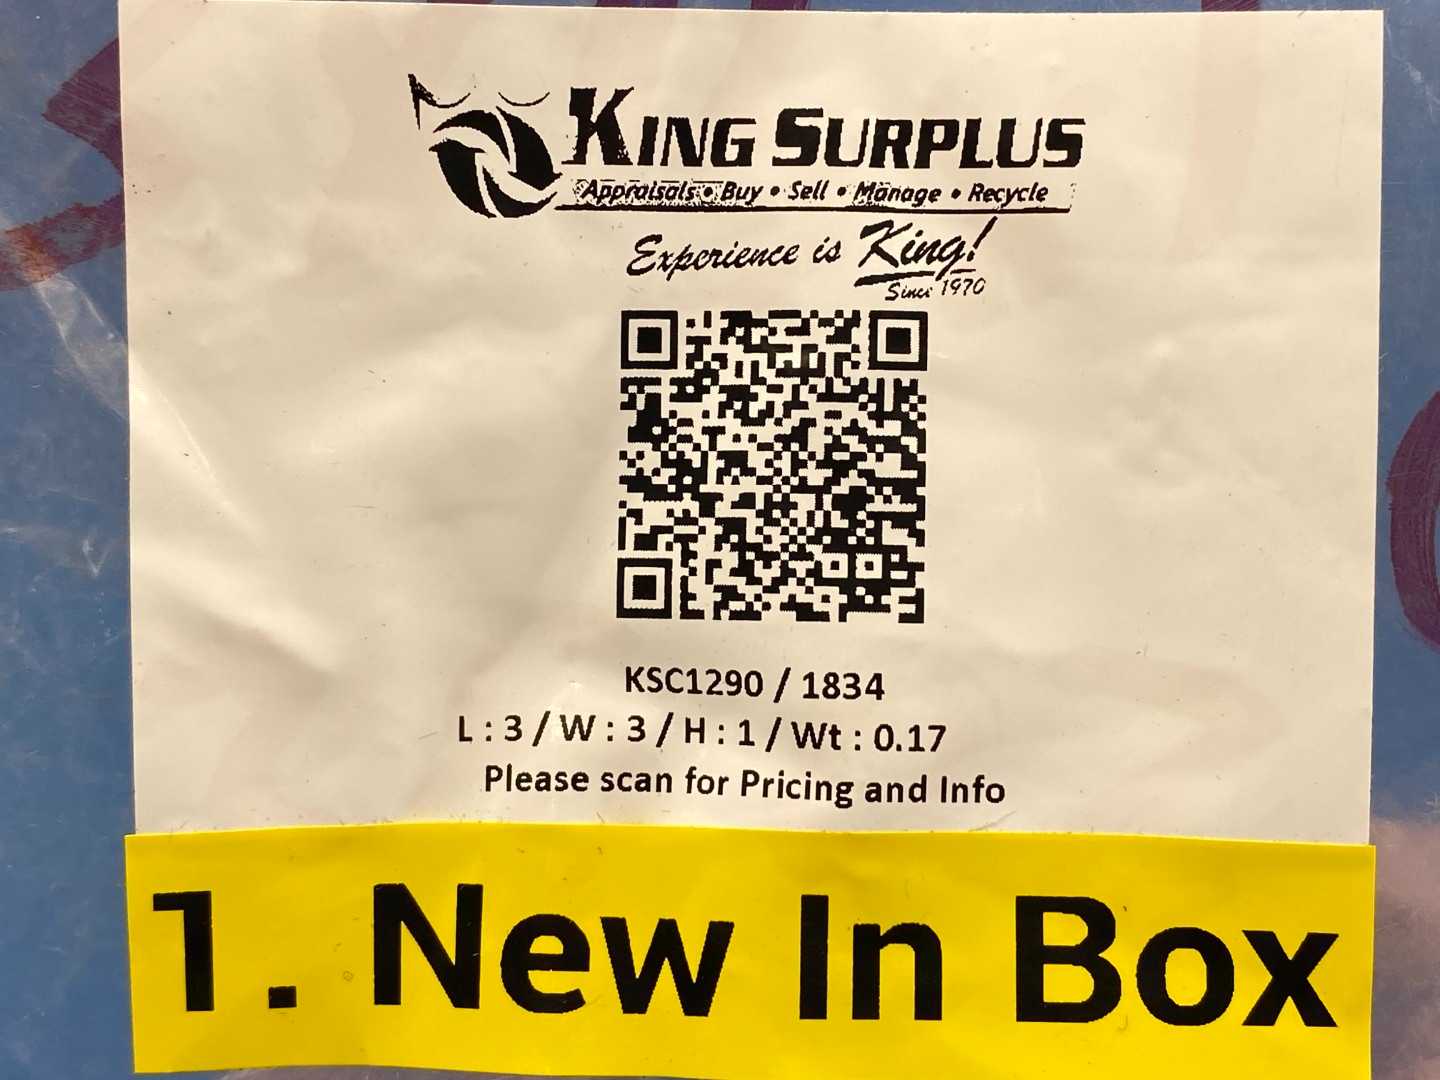 KING SURPLUS
Appraisals • Buy • Sell • Manage • Recycle
Experience is King!
Since 1970
KSC1290 / 1834
L : 3 / W : 3 / H : 1 / Wt : 0.17
Please scan for Pricing and Info
1. New In Box